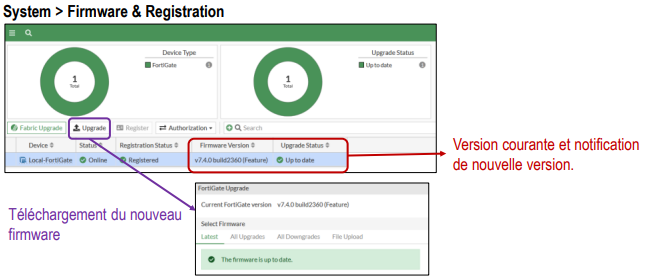 System > Firmware & Registration
Device Type
FortiGate 1
1
Total
Upgrade Status
Up to date 1
1
Total
Fabric Upgrade Upgrade Register Authorization Search
Device Status Registration Status Firmware Version Upgrade Status
Local-FortiGate Online Registered v7.4.0 build2360 (Feature) Up to date
Version courante et notification
de nouvelle version.
Téléchargement du nouveau
firmware
FortiGate Upgrade
Current FortiGate version v7.4.0 build2360 (Feature)
Select Firmware
Latest All Upgrades All Downgrades File Upload
The firmware is up to date.